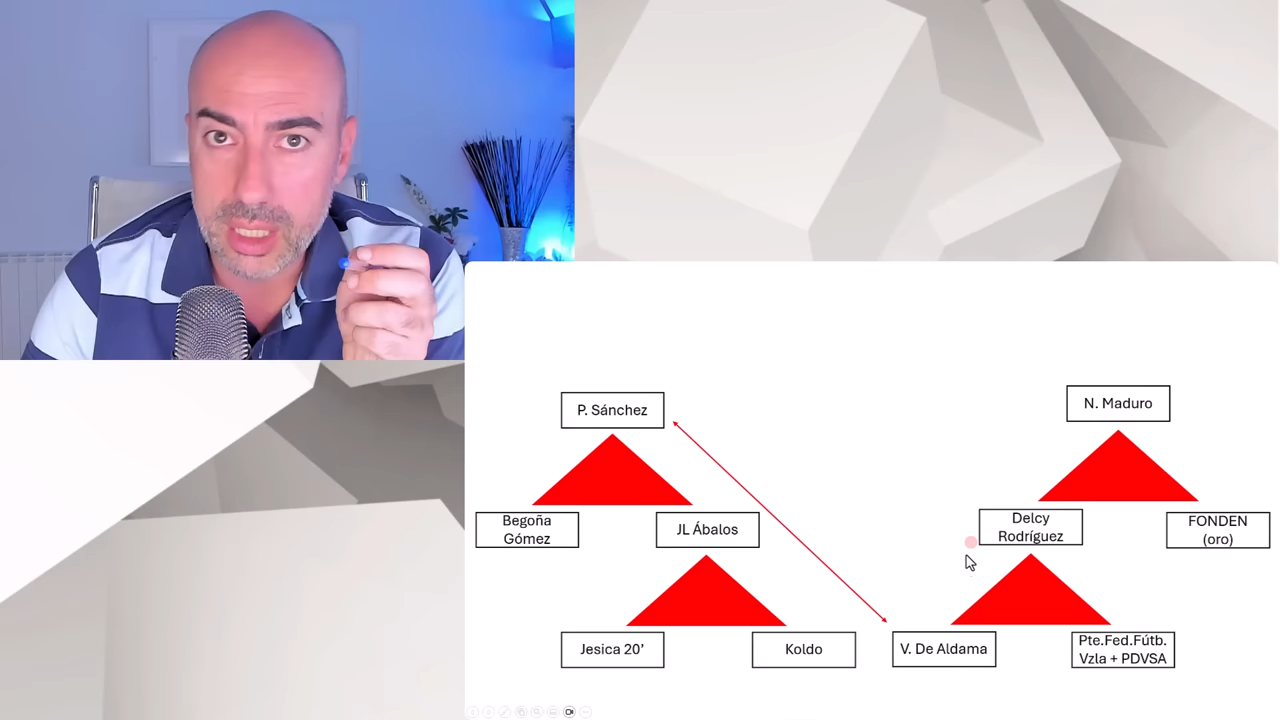 P. Sánchez
N. Maduro
Begoña
Gómez
JL Ábalos
Delcy
Rodríguez
FONDEN
(oro)
Jesica 20’
Koldo
V. De Aldama
Pte.Fed.Fútb.
Vzla + PDVSA